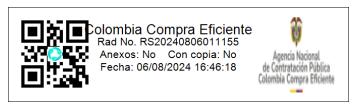 Colombia Compra Eficiente
Rad No. RS20240806011155
Anexos: No Con copia: No
Fecha: 06/08/2024 16:46:18
Agencia Nacional
de Contratación Pública
Colombia Compra Eficiente